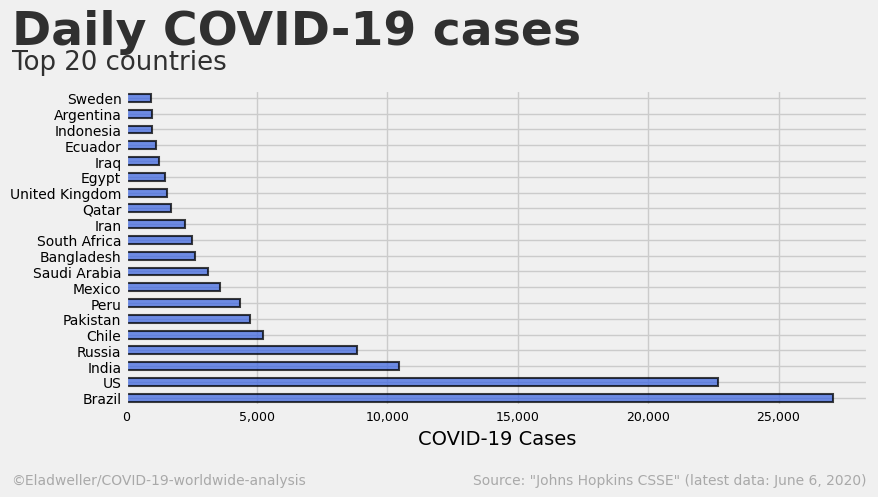 Daily COVID-19 cases
Top 20 countries
Sweden
Argentina
Indonesia
Ecuador
Iraq
Egypt
United Kingdom
Qatar
Iran
South Africa
Bangladesh
Saudi Arabia
Mexico
Peru
Pakistan
Chile
Russia
India
US
Brazil
0 5,000 10,000 15,000 20,000 25,000
COVID-19 Cases
©Eladweller/COVID-19-worldwide-analysis Source: "Johns Hopkins CSSE" (latest data: June 6, 2020)